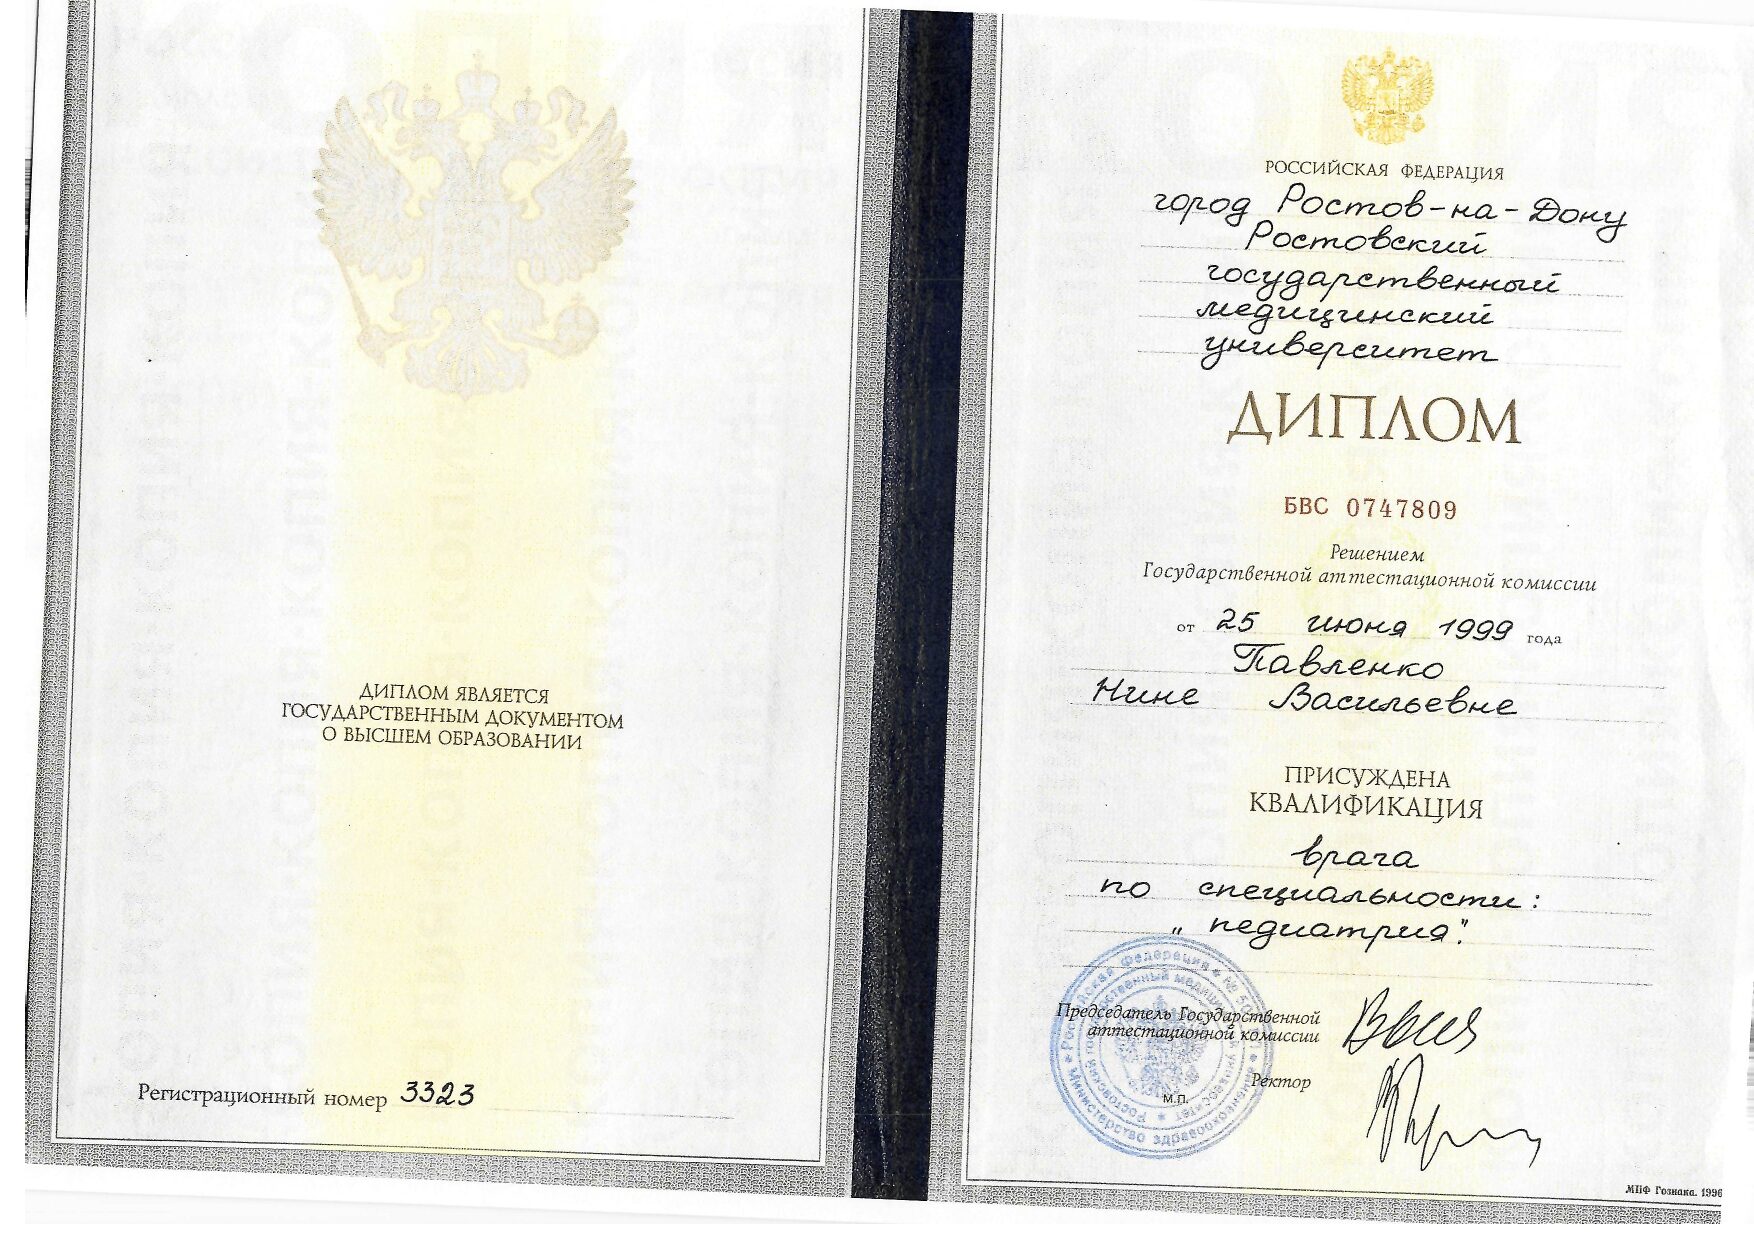 ДИПЛОМ ЯВЛЯЕТСЯ
ГОСУДАРСТВЕННЫМ ДОКУМЕНТОМ
О ВЫСШЕМ ОБРАЗОВАНИИ
Регистрационный номер 3323
РОССИЙСКАЯ ФЕДЕРАЦИЯ
город Ростов-на-Дону
Ростовский
государственный
медицинский
университет
ДИПЛОМ
БВС 0747809
Решением
Государственной аттестационной комиссии
от 25 июня 1999 года
Павленко
Нине Васильевне
ПРИСУЖДЕНА
КВАЛИФИКАЦИЯ
врача
по специальности:
„педиатрия".
Председатель Государственной
аттестационной комиссии
Ректор
М.П.
МПФ Гознака. 1996